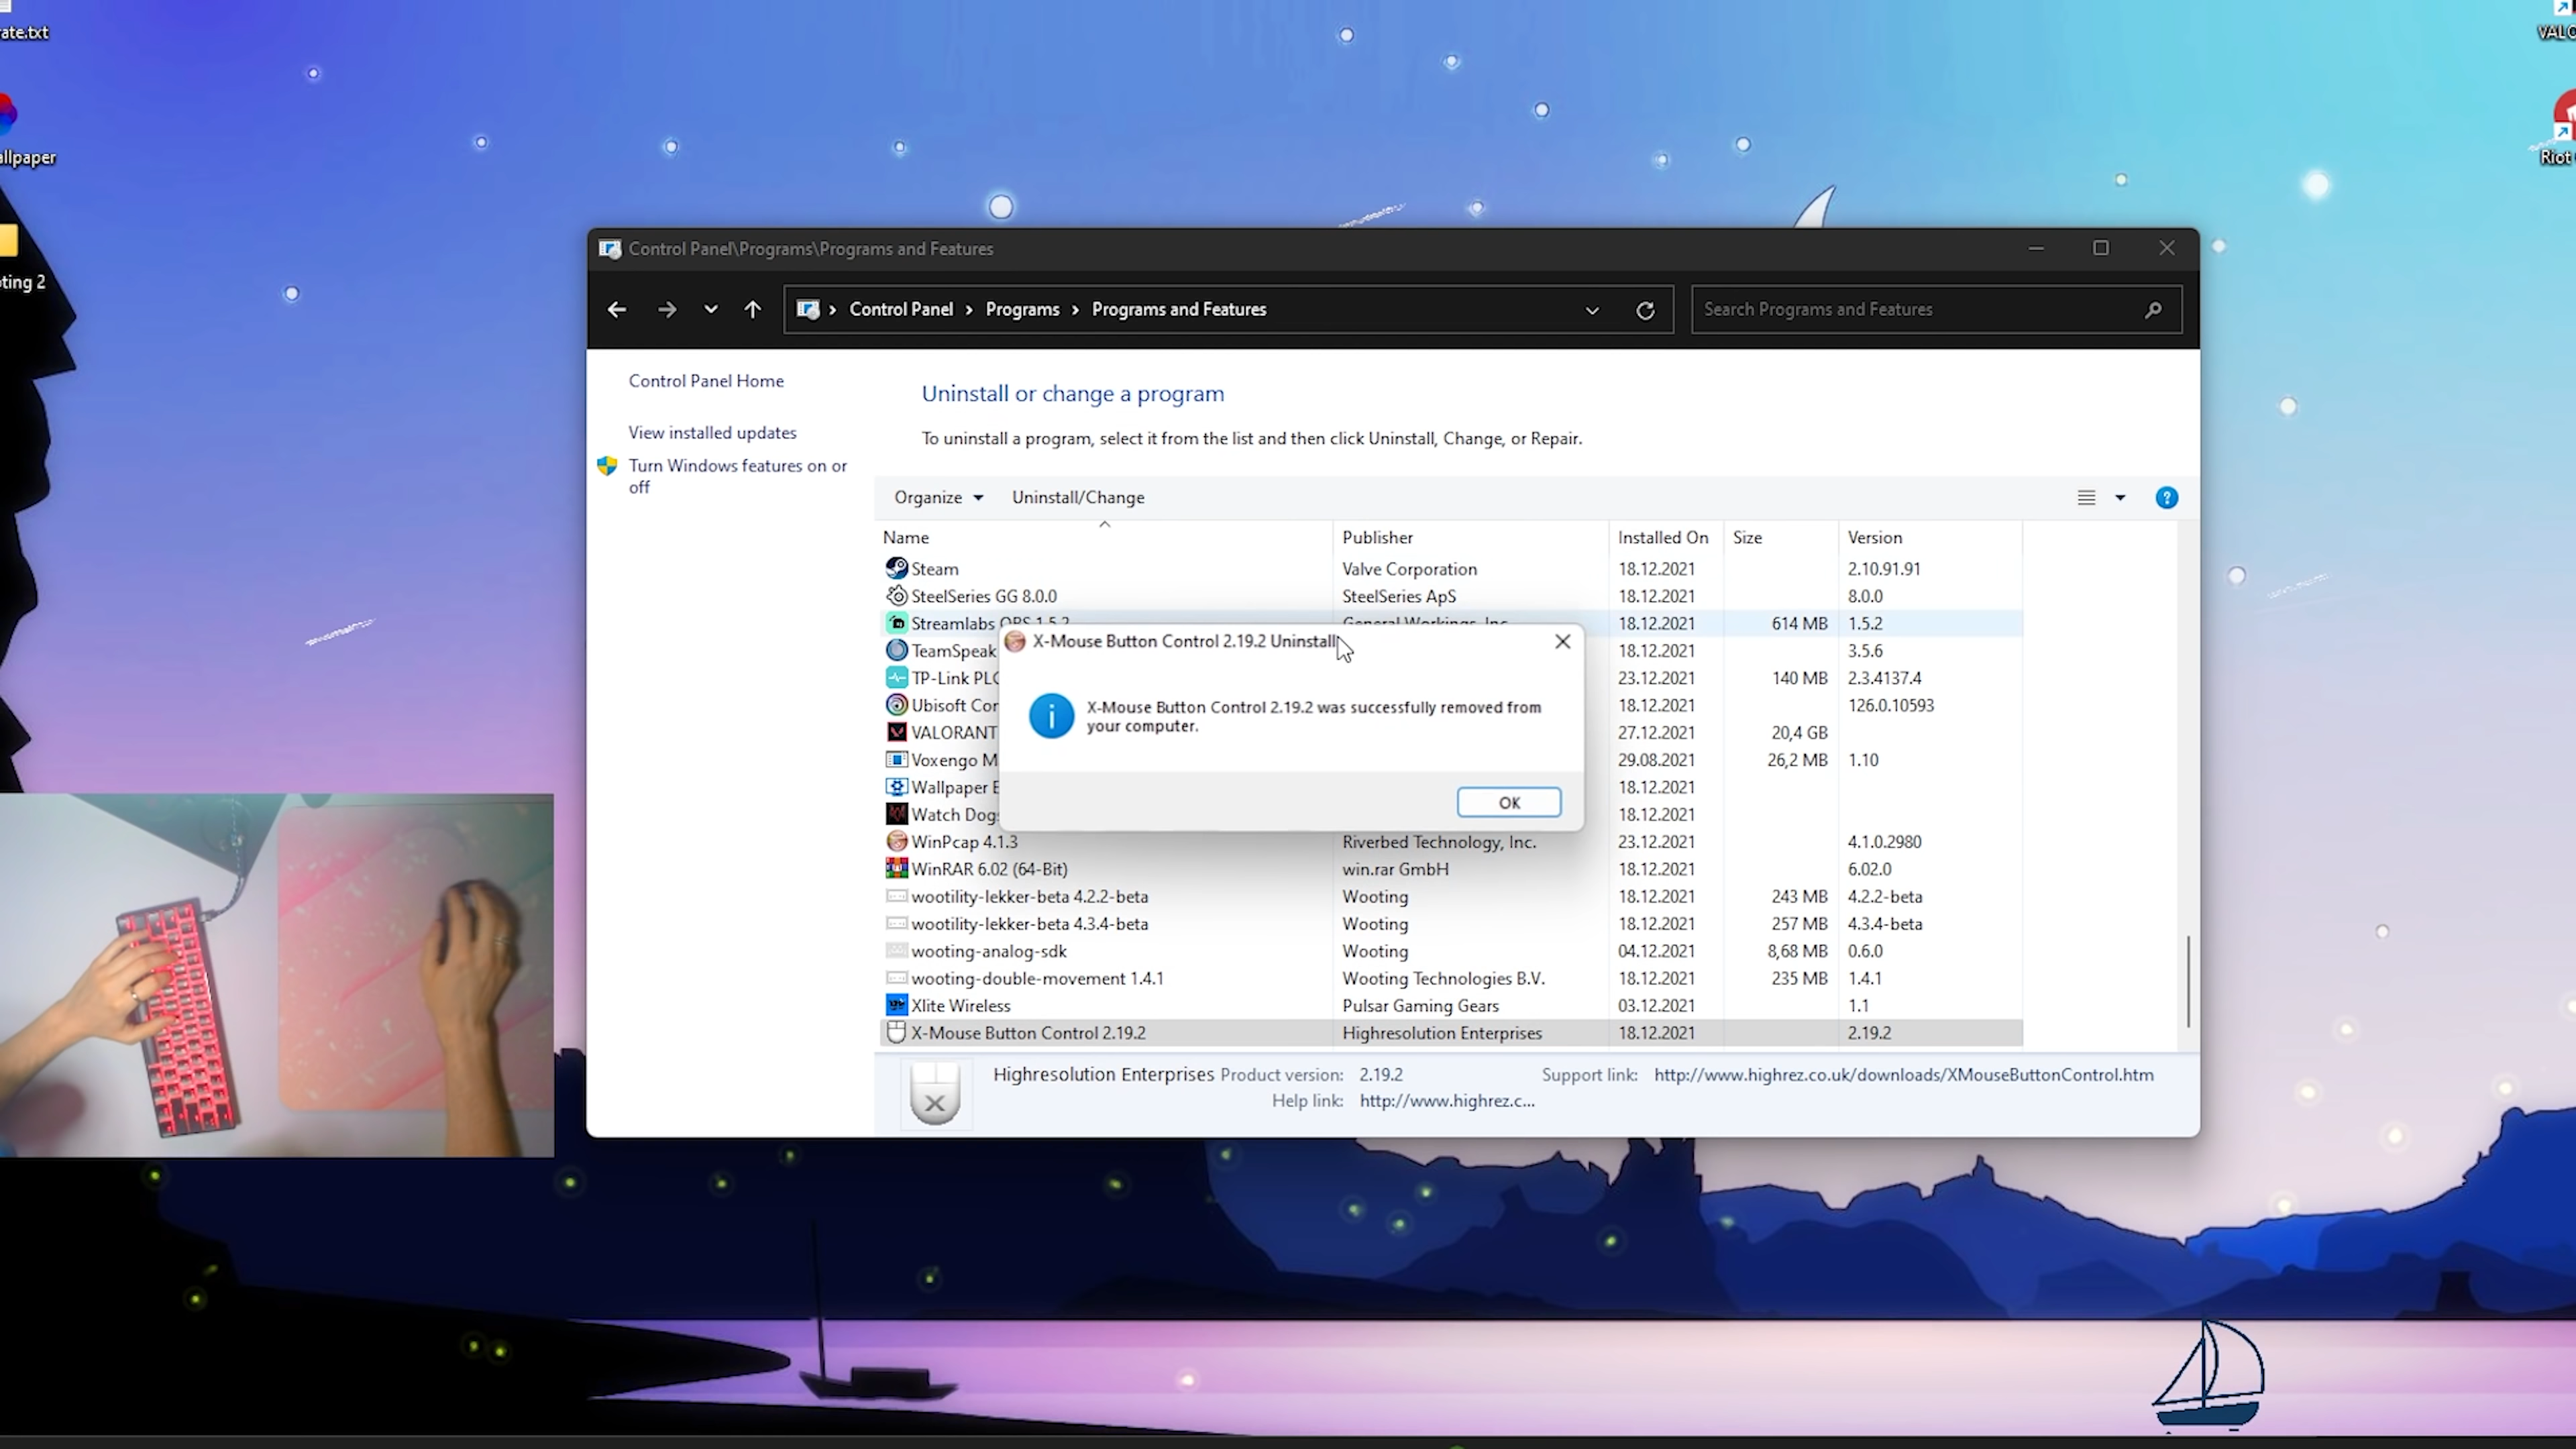 ate.txt
allpaper
ting 2
VALO
Riot
Control Panel\Programs\Programs and Features
Control Panel > Programs > Programs and Features
Search Programs and Features
Control Panel Home
View installed updates
Turn Windows features on or
off
Uninstall or change a program
To uninstall a program, select it from the list and then click Uninstall, Change, or Repair.
Organize Uninstall/Change
Name Publisher Installed On Size Version
Steam Valve Corporation 18.12.2021 2.10.91.91
SteelSeries GG 8.0.0 SteelSeries ApS 18.12.2021 8.0.0
Streamlabs OBS 1.5.2 General Workings, Inc. 18.12.2021 614 MB 1.5.2
TeamSpeak 18.12.2021 3.5.6
TP-Link PLC 23.12.2021 140 MB 2.3.4137.4
Ubisoft Con 18.12.2021 126.0.10593
VALORANT 27.12.2021 20,4 GB
Voxengo M 29.08.2021 26,2 MB 1.10
Wallpaper E 18.12.2021
Watch Dogs 18.12.2021
WinPcap 4.1.3 Riverbed Technology, Inc. 23.12.2021 4.1.0.2980
WinRAR 6.02 (64-Bit) win.rar GmbH 18.12.2021 6.02.0
wootility-lekker-beta 4.2.2-beta Wooting 18.12.2021 243 MB 4.2.2-beta
wootility-lekker-beta 4.3.4-beta Wooting 18.12.2021 257 MB 4.3.4-beta
wooting-analog-sdk Wooting 04.12.2021 8,68 MB 0.6.0
wooting-double-movement 1.4.1 Wooting Technologies B.V. 18.12.2021 235 MB 1.4.1
Xlite Wireless Pulsar Gaming Gears 03.12.2021 1.1
X-Mouse Button Control 2.19.2 Highresolution Enterprises 18.12.2021 2.19.2
X-Mouse Button Control 2.19.2 Uninstall
X-Mouse Button Control 2.19.2 was successfully removed from
your computer.
OK
Highresolution Enterprises Product version: 2.19.2 Support link: http://www.highrez.co.uk/downloads/XMouseButtonControl.htm
Help link: http://www.highrez.c...